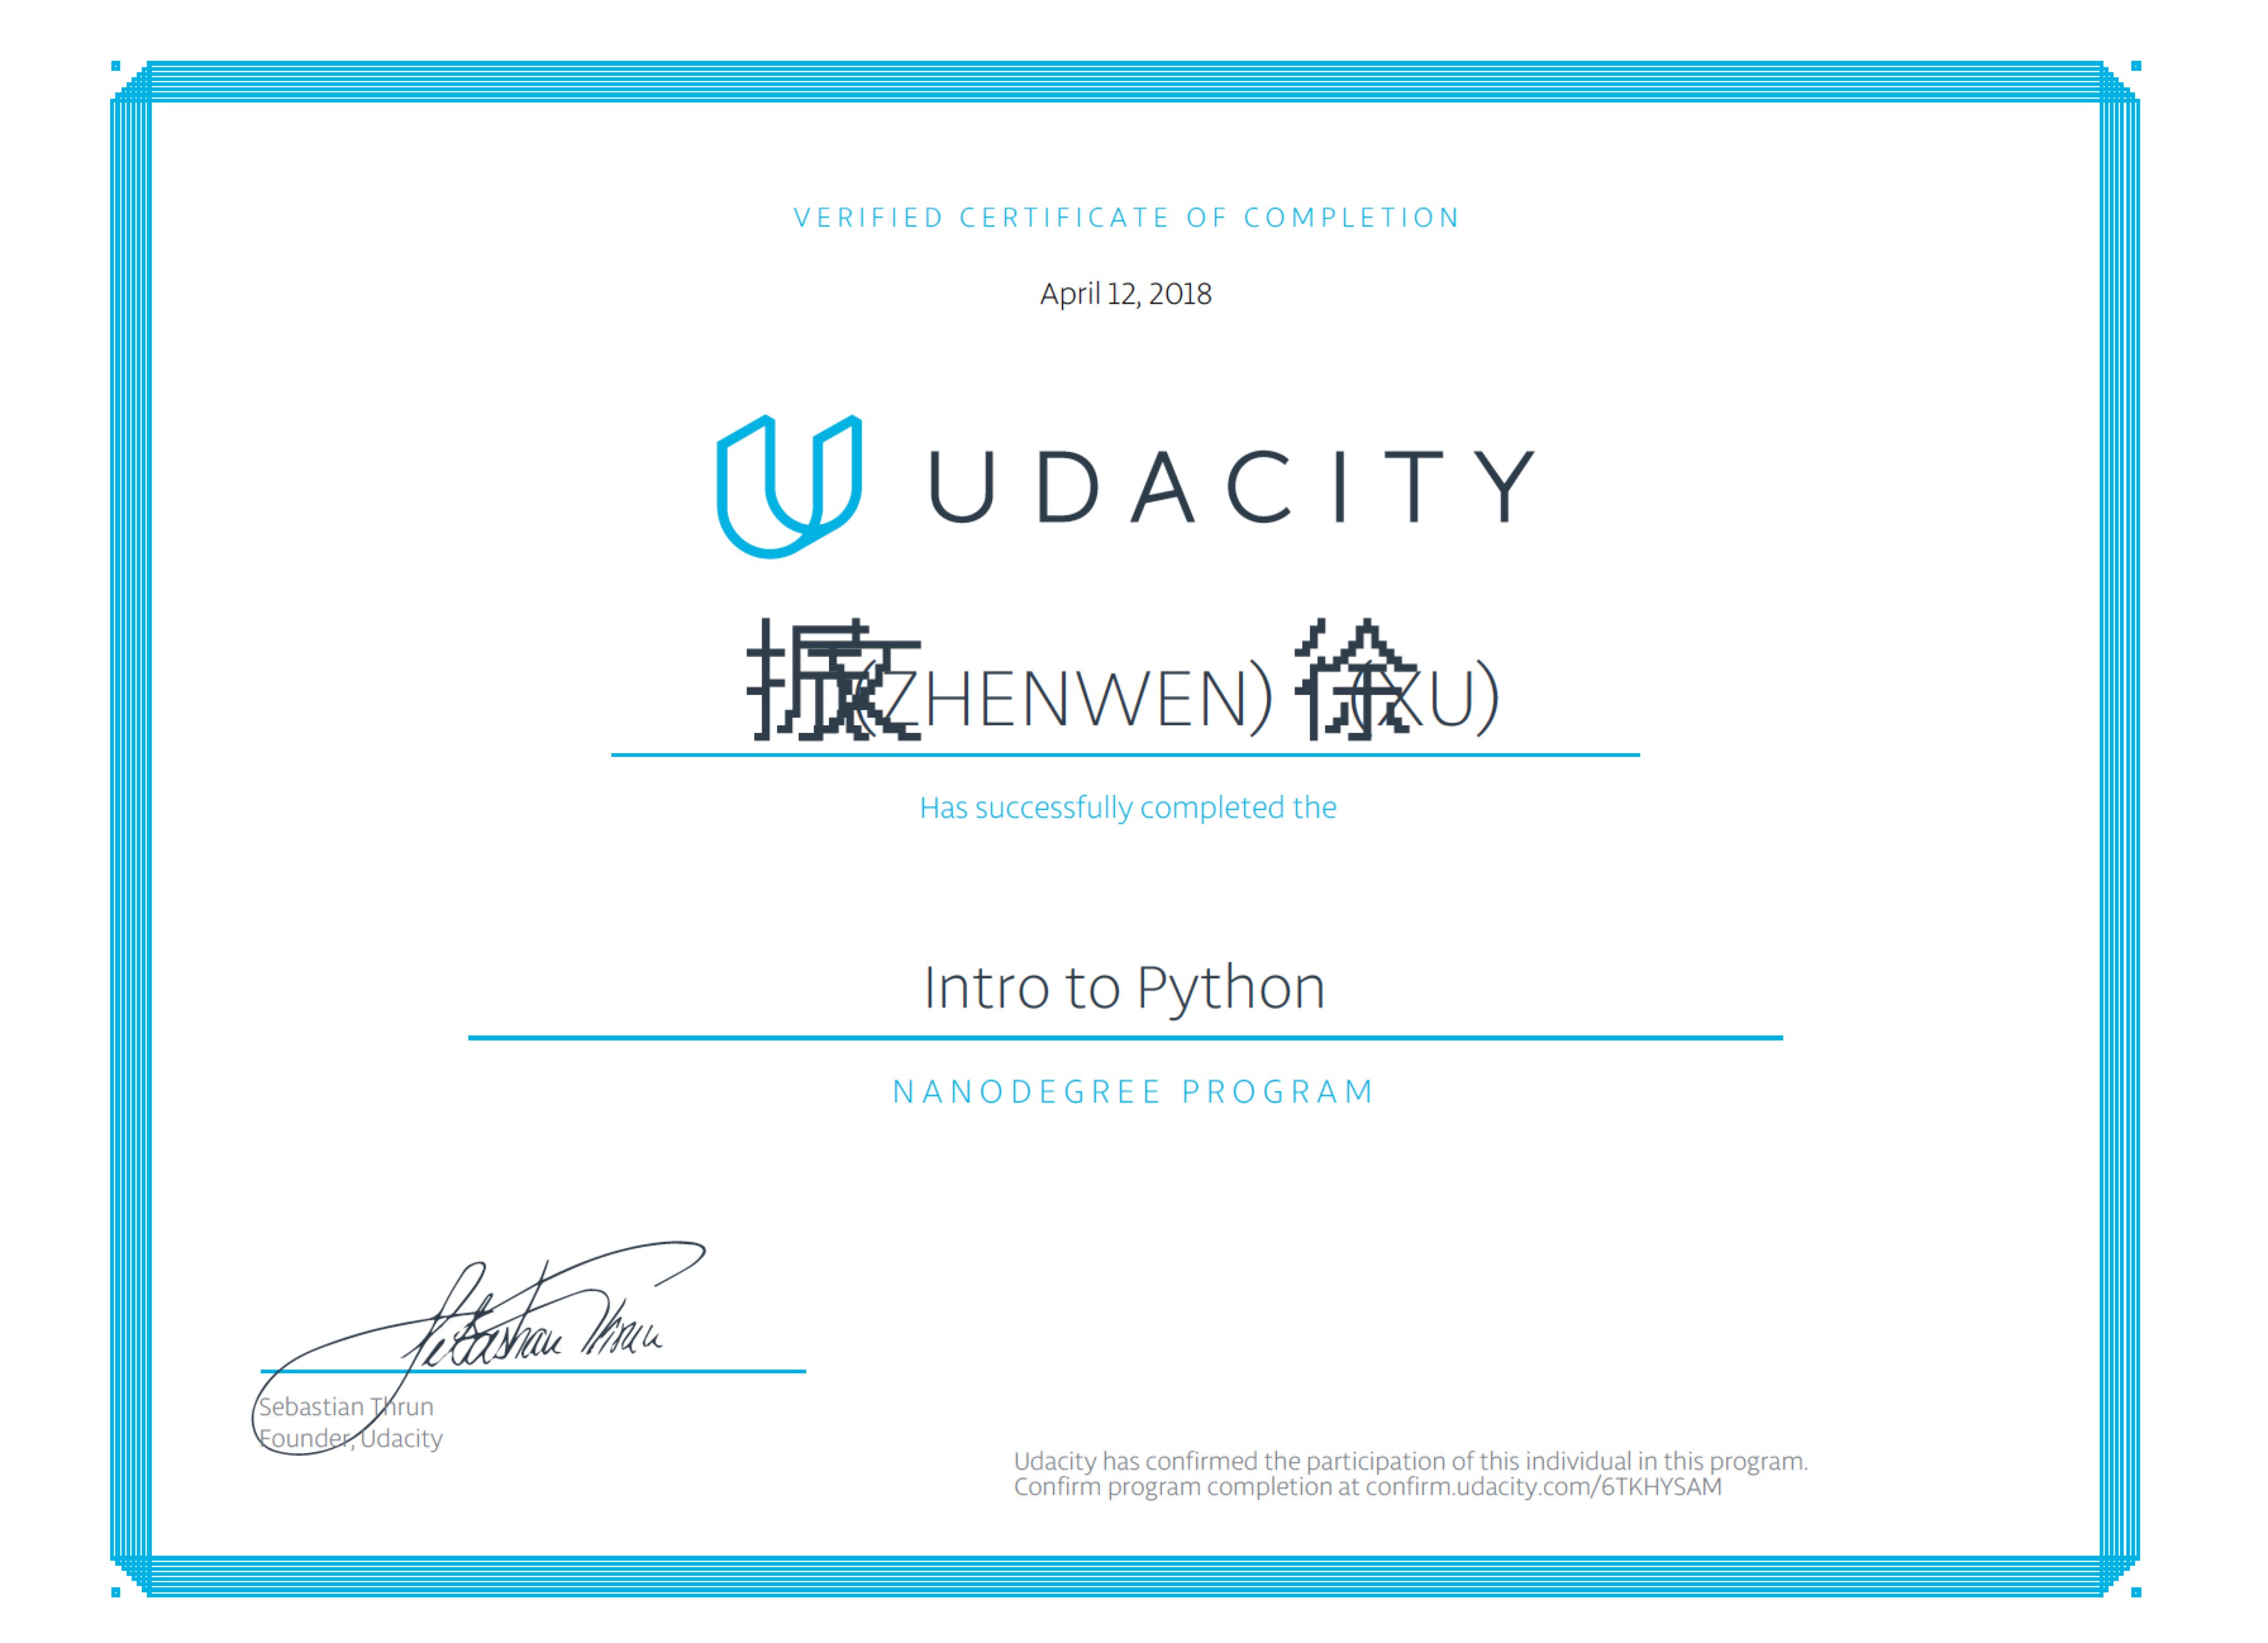 VERIFIED CERTIFICATE OF COMPLETION
April 12, 2018
UDACITY
振文(ZHENWEN) 徐(XU)
Has successfully completed the
Intro to Python
NANODEGREE PROGRAM
Sebastian Thrun
Sebastian Thrun
Founder, Udacity
Udacity has confirmed the participation of this individual in this program.
Confirm program completion at confirm.udacity.com/6TKHYSAM